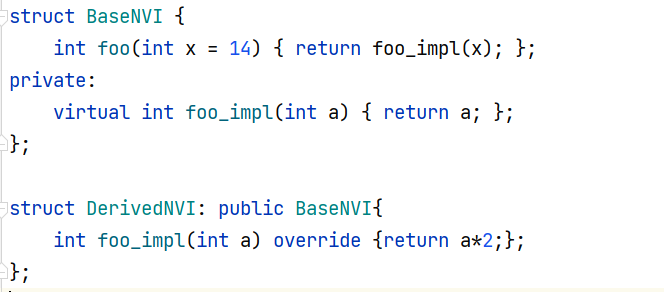 struct BaseNVI {
    int foo(int x = 14) { return foo_impl(x); };
private:
    virtual int foo_impl(int a) { return a; };
};
struct DerivedNVI: public BaseNVI{
    int foo_impl(int a) override {return a*2;};
};